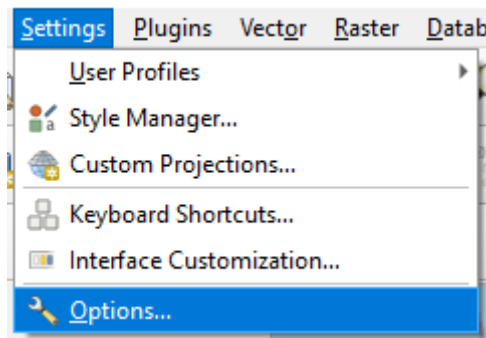 Settings Plugins Vector Raster Datab
User Profiles
Style Manager...
Custom Projections...
Keyboard Shortcuts...
Interface Customization...
Options...